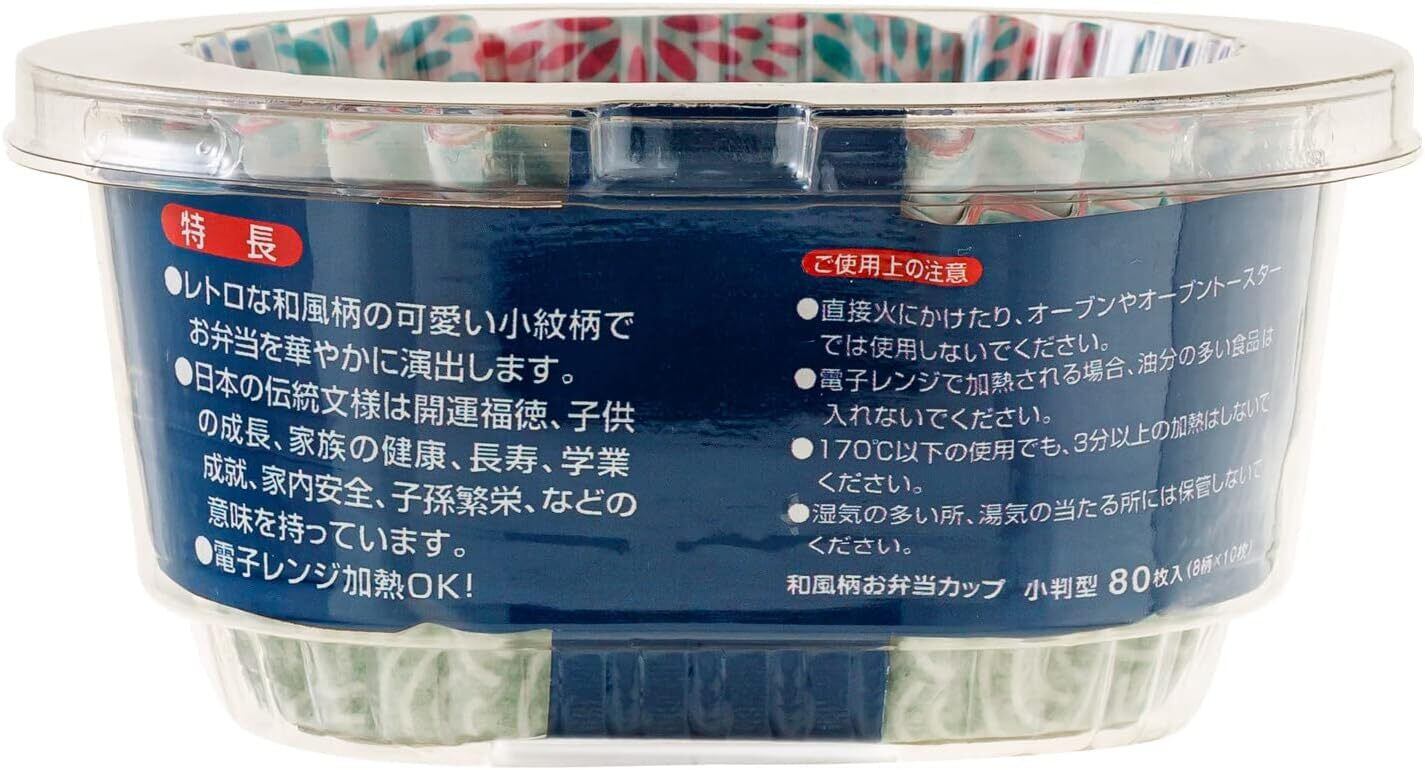 特長
●レトロな和風柄の可愛い小紋柄で
お弁当を華やかに演出します。
●日本の伝統文様は開運福徳、子供
の成長、家族の健康、長寿、学業
成就、家内安全、子孫繁栄、などの
意味を持っています。
●電子レンジ加熱OK!
ご使用上の注意
●直接火にかけたり、オーブンやオーブントースター
では使用しないでください。
●電子レンジで加熱される場合、油分の多い食品は
入れないでください。
●170℃以下の使用でも、3分以上の加熱はしないで
ください。
●湿気の多い所、湯気の当たる所には保管しないで
ください。
和風柄お弁当カップ 小判型 80枚入(8柄×10枚)